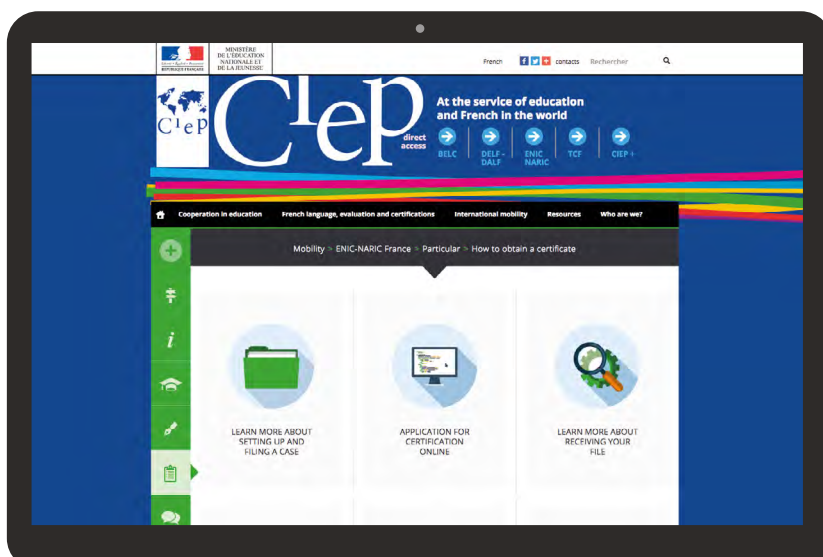 MINISTÈRE
DE L'ÉDUCATION
NATIONALE ET
DE LA JEUNESSE
RÉPUBLIQUE FRANÇAISE
French
contacts
Rechercher
CIEP
CIEP
At the service of education
and French in the world
direct
access
BELC
DELF -
DALF
ENIC
NARIC
TCF
CIEP +
Cooperation in education
French language, evaluation and certifications
International mobility
Resources
Who are we?
Mobility > ENIC-NARIC France > Particular > How to obtain a certificate
LEARN MORE ABOUT
SETTING UP AND
FILING A CASE
APPLICATION FOR
CERTIFICATION
ONLINE
LEARN MORE ABOUT
RECEIVING YOUR
FILE